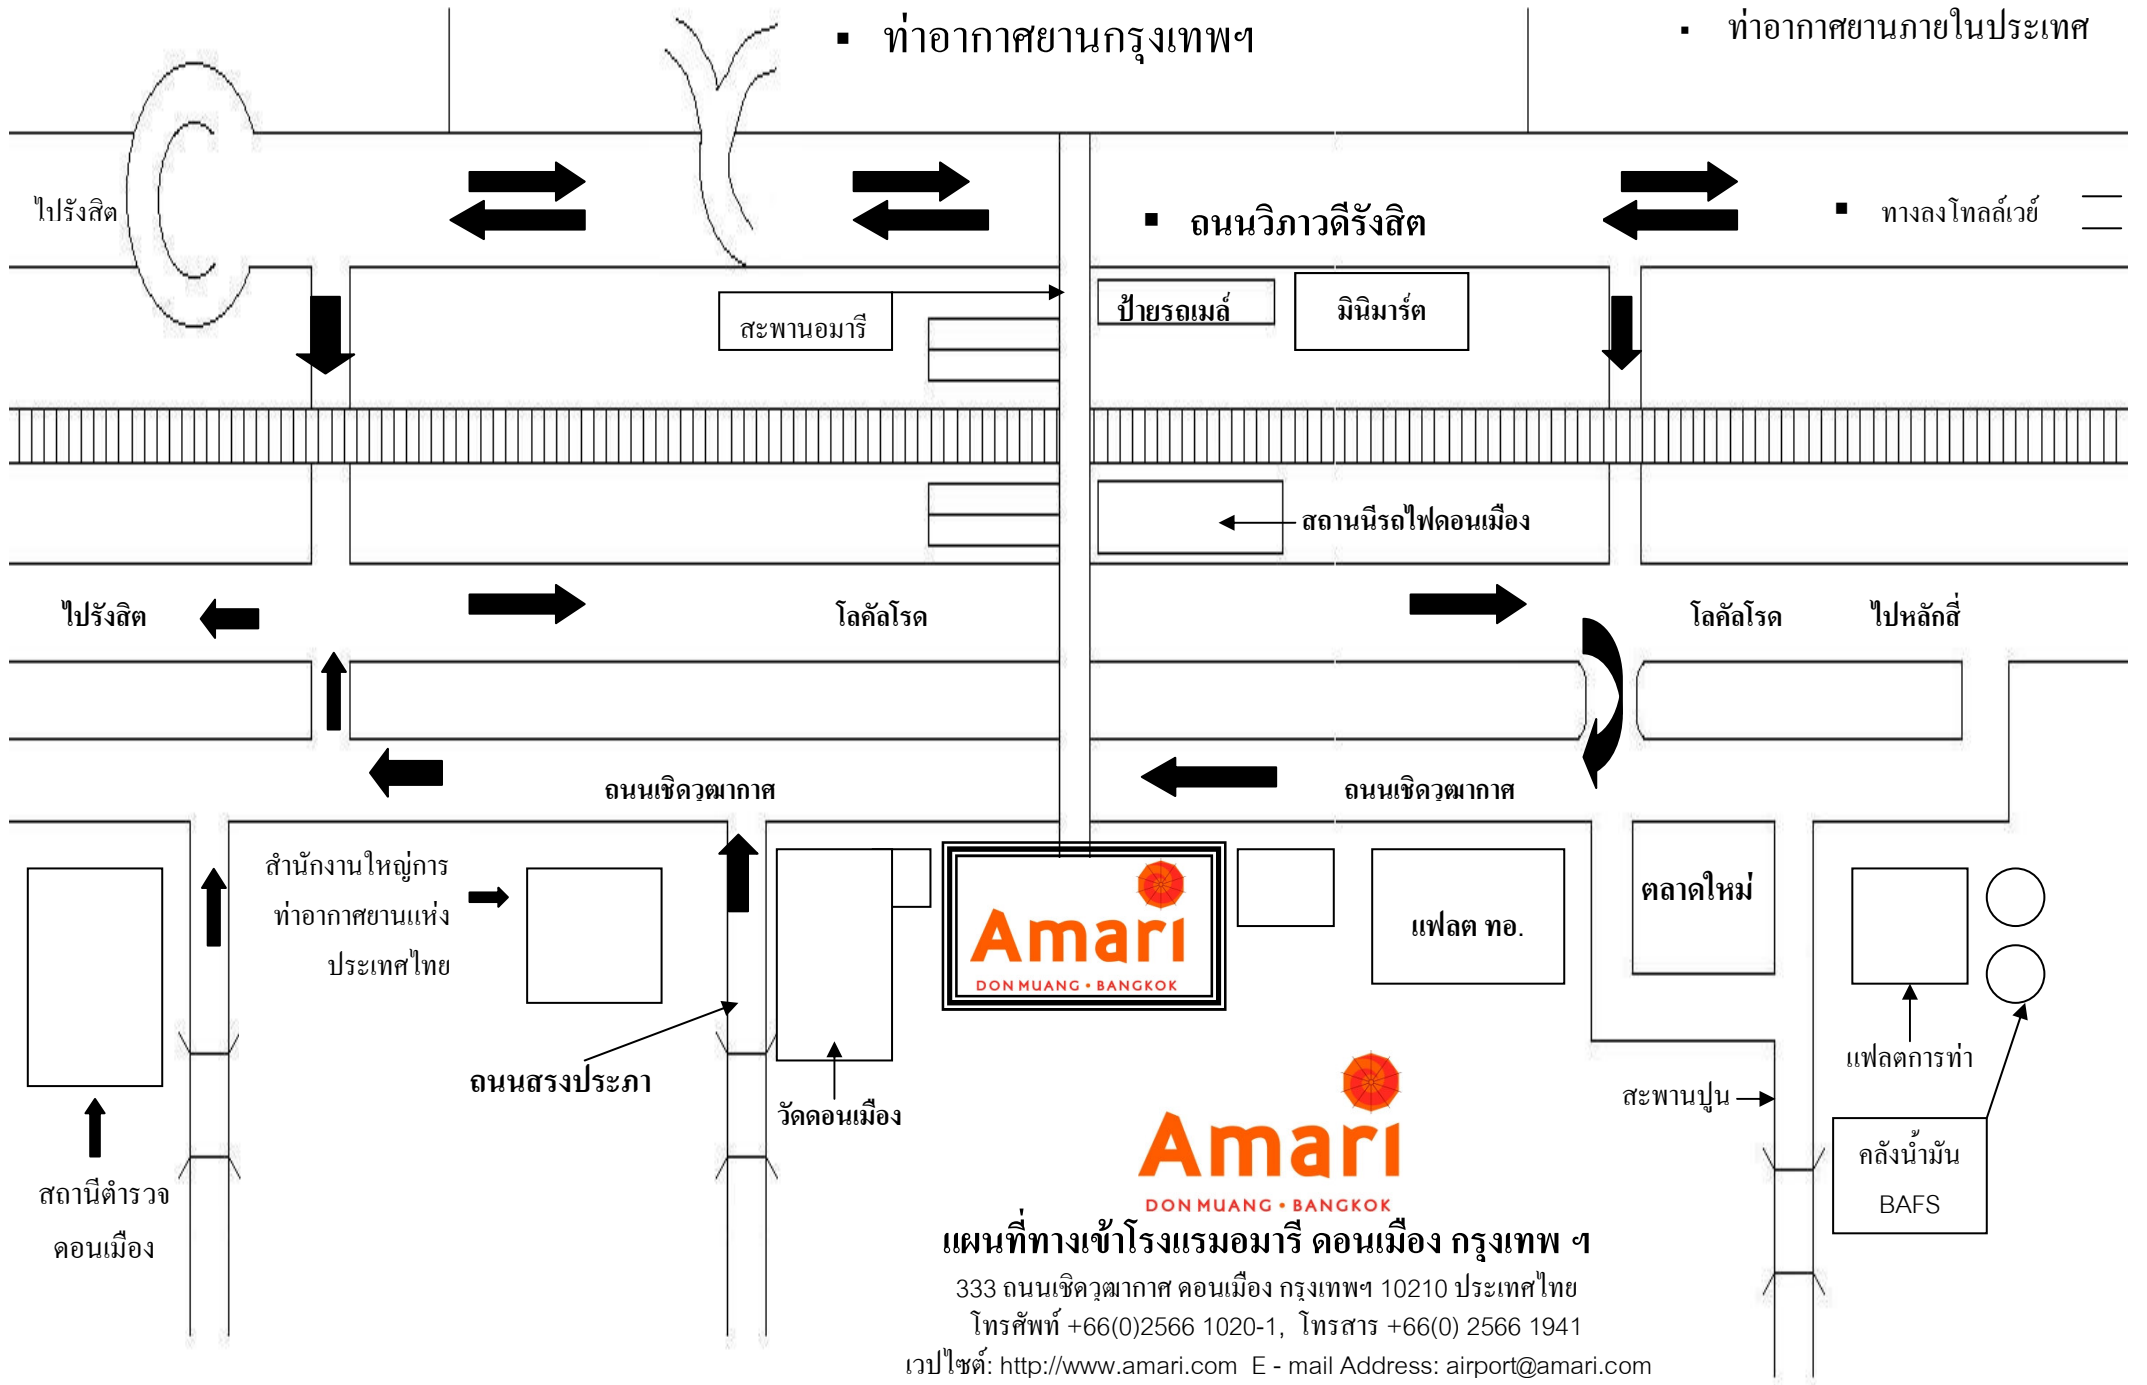 ท่าอากาศยานกรุงเทพฯ
ท่าอากาศยานภายในประเทศ
ไปรังสิต
ถนนวิภาวดีรังสิต
ทางลงโทลล์เวย์
สะพานอมารี
ป้ายรถเมล์
มินิมาร์ต
สถานนีรถไฟดอนเมือง
ไปรังสิต
โลคัลโรด
โลคัลโรด
ไปหลักสี่
ถนนเชิดวุฒากาศ
ถนนเชิดวุฒากาศ
สำนักงานใหญ่การ
ท่าอากาศยานแห่ง
ประเทศไทย
Amari
DON MUANG • BANGKOK
แฟลต ทอ.
ตลาดใหม่
ถนนสรงประภา
วัดดอนเมือง
แฟลตการท่า
สะพานปูน
คลังน้ำมัน
BAFS
สถานีตำรวจ
ดอนเมือง
Amari
DON MUANG • BANGKOK
แผนที่ทางเข้าโรงแรมอมารี ดอนเมือง กรุงเทพ ฯ
333 ถนนเชิดวุฒากาศ ดอนเมือง กรุงเทพฯ 10210 ประเทศไทย
โทรศัพท์ +66(0)2566 1020-1, โทรสาร +66(0) 2566 1941
เวปไซต์: http://www.amari.com E - mail Address: airport@amari.com